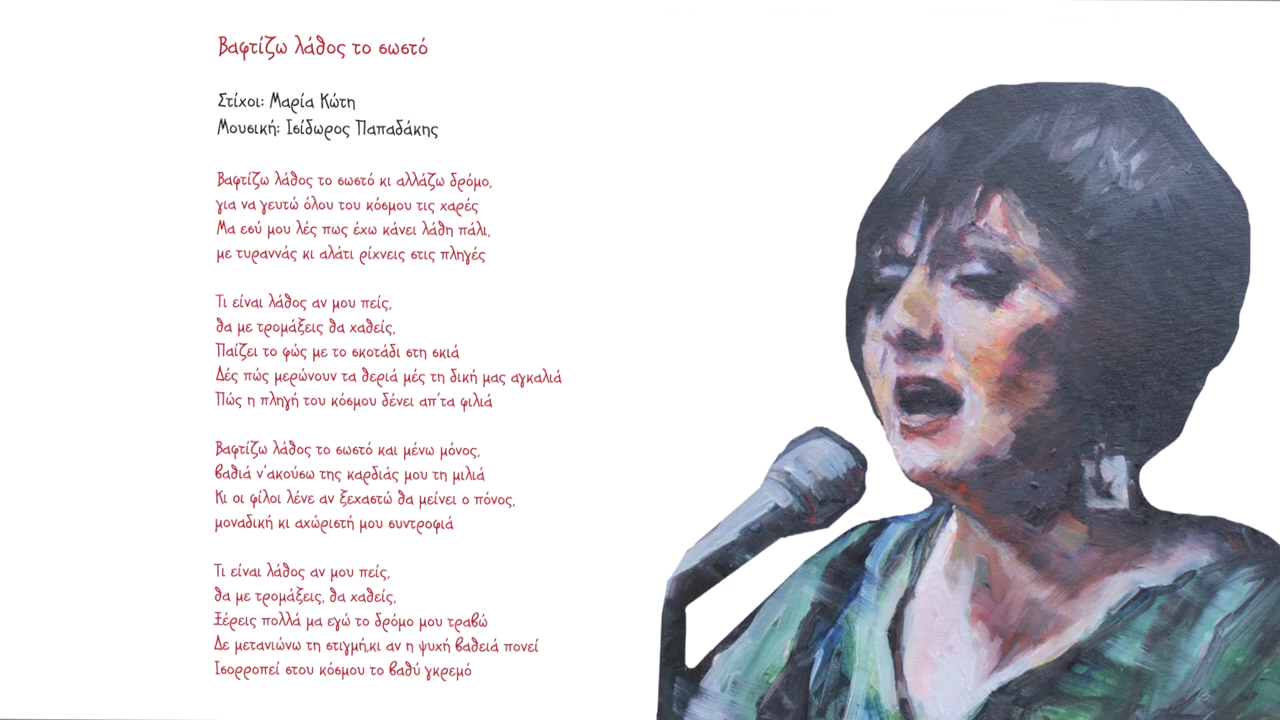 Βαφτίζω λάθος το σωστό
Στίχοι: Μαρία Κώτη
Μουσική: Ισίδωρος Παπαδάκης
Βαφτίζω λάθος το σωστό κι αλλάζω δρόμο,
για να γευτώ όλου του κόσμου τις χαρές
Μα εσύ μου λές πως έχω κάνει λάθη πάλι,
με τυραννάς κι αλάτι ρίχνεις στις πληγές
Τι είναι λάθος αν μου πείς,
θα με τρομάξεις θα χαθείς,
Παίζει το φώς με το σκοτάδι στη σκιά
Δές πώς μερώνουν τα θεριά μές τη δική μας αγκαλιά
Πώς η πληγή του κόσμου δένει απ'τα φιλιά
Βαφτίζω λάθος το σωστό και μένω μόνος,
βαθιά ν'ακούσω της καρδιάς μου τη μιλιά
Κι οι φίλοι λένε αν ξεχαστώ θα μείνει ο πόνος,
μοναδική κι αχώριστή μου συντροφιά
Τι είναι λάθος αν μου πείς,
θα με τρομάξεις, θα χαθείς,
Ξέρεις πολλά μα εγώ το δρόμο μου τραβώ
Δε μετανιώνω τη στιγμή,κι αν η ψυχή βαθειά πονεί
Ισορροπεί στου κόσμου το βαθύ γκρεμό